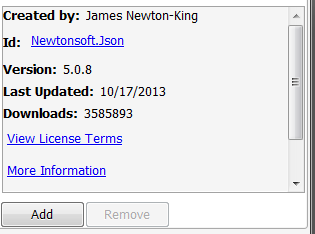 Created by: James Newton-King
Id: Newtonsoft.Json
Version: 5.0.8
Last Updated: 10/17/2013
Downloads: 3585893
View License Terms
More Information
Add Remove